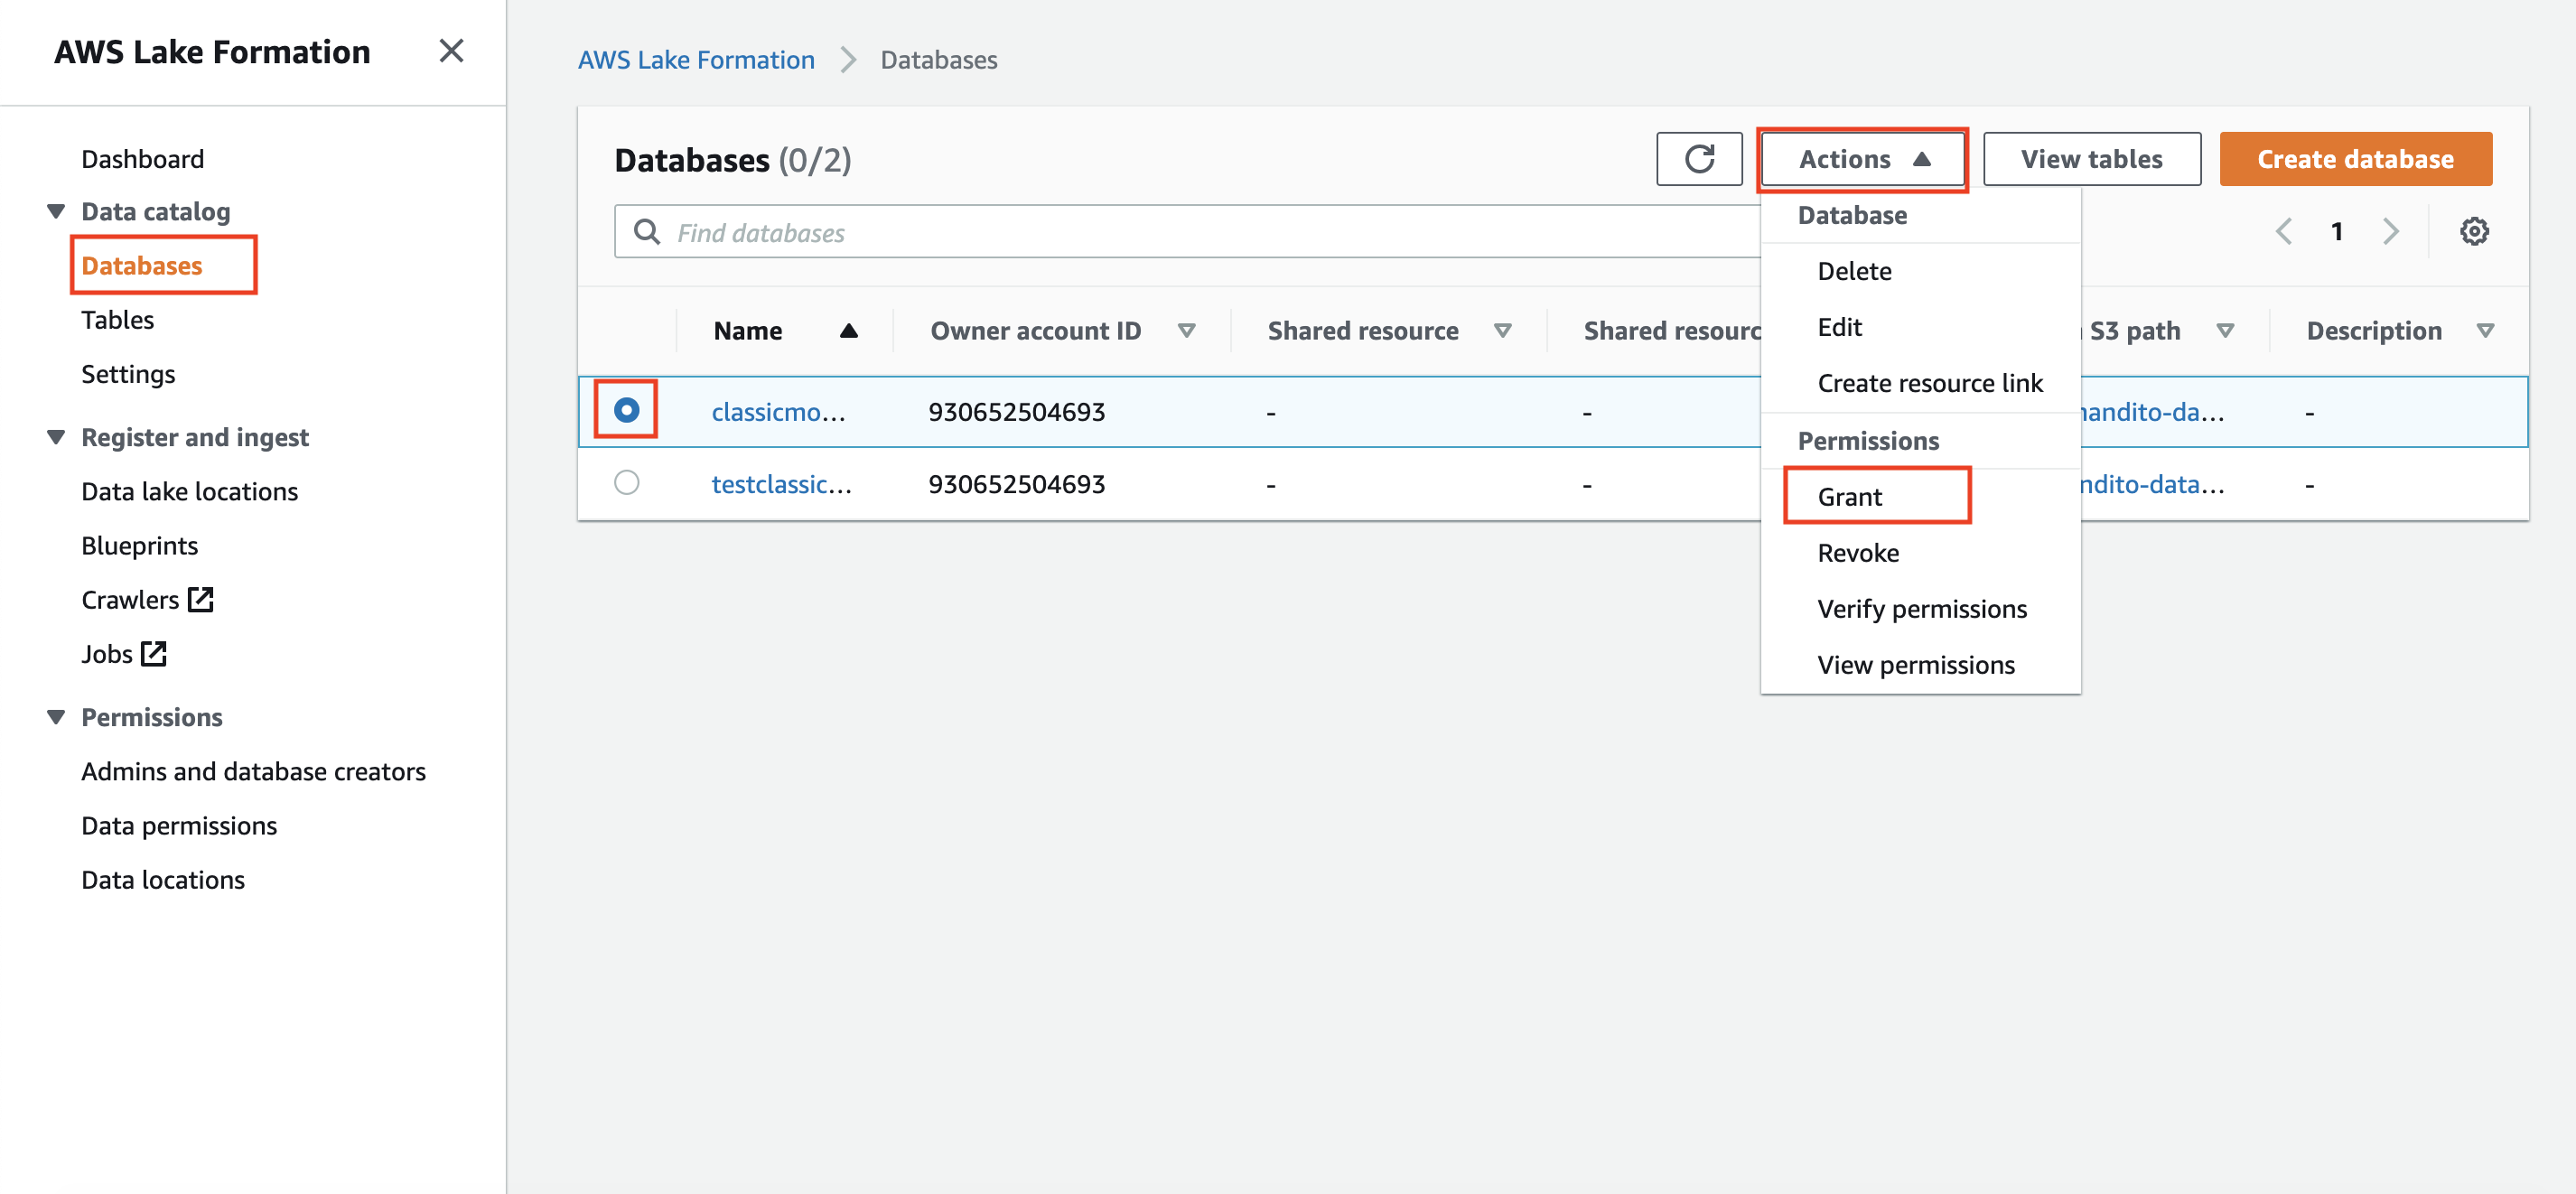 AWS Lake Formation
Dashboard
Data catalog
Databases
Tables
Settings
Register and ingest
Data lake locations
Blueprints
Crawlers
Jobs
Permissions
Admins and database creators
Data permissions
Data locations
AWS Lake Formation > Databases
Databases (0/2)
Actions
View tables
Create database
Find databases
1
Name
Owner account ID
Shared resource
Shared resourc
S3 path
Description
classicmo...
930652504693
-
-
nandito-da...
-
testclassic...
930652504693
-
-
ndito-data...
-
Database
Delete
Edit
Create resource link
Permissions
Grant
Revoke
Verify permissions
View permissions